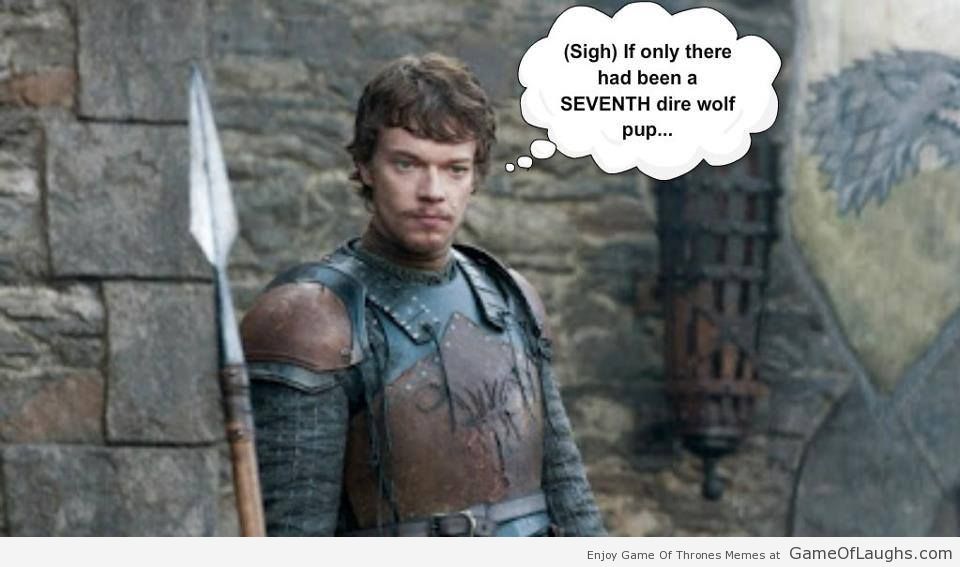 (Sigh) If only there
had been a
SEVENTH dire wolf
pup...
Enjoy Game Of Thrones Memes at GameOfLaughs.com